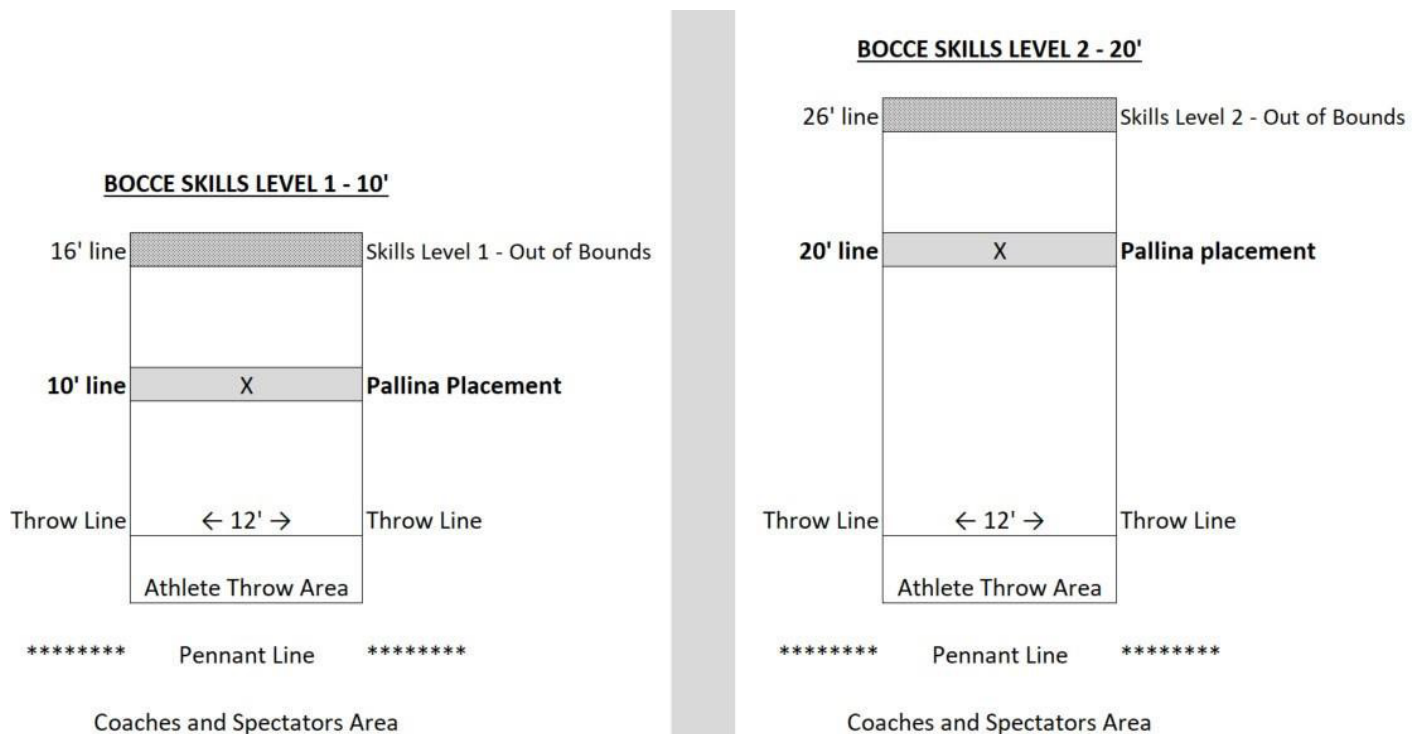 BOCCE SKILLS LEVEL 1 - 10'
16' line Skills Level 1 - Out of Bounds
10' line X Pallina Placement
Throw Line ← 12' → Throw Line
Athlete Throw Area
******** Pennant Line ********
Coaches and Spectators Area
BOCCE SKILLS LEVEL 2 - 20'
26' line Skills Level 2 - Out of Bounds
20' line X Pallina placement
Throw Line ← 12' → Throw Line
Athlete Throw Area
******** Pennant Line ********
Coaches and Spectators Area